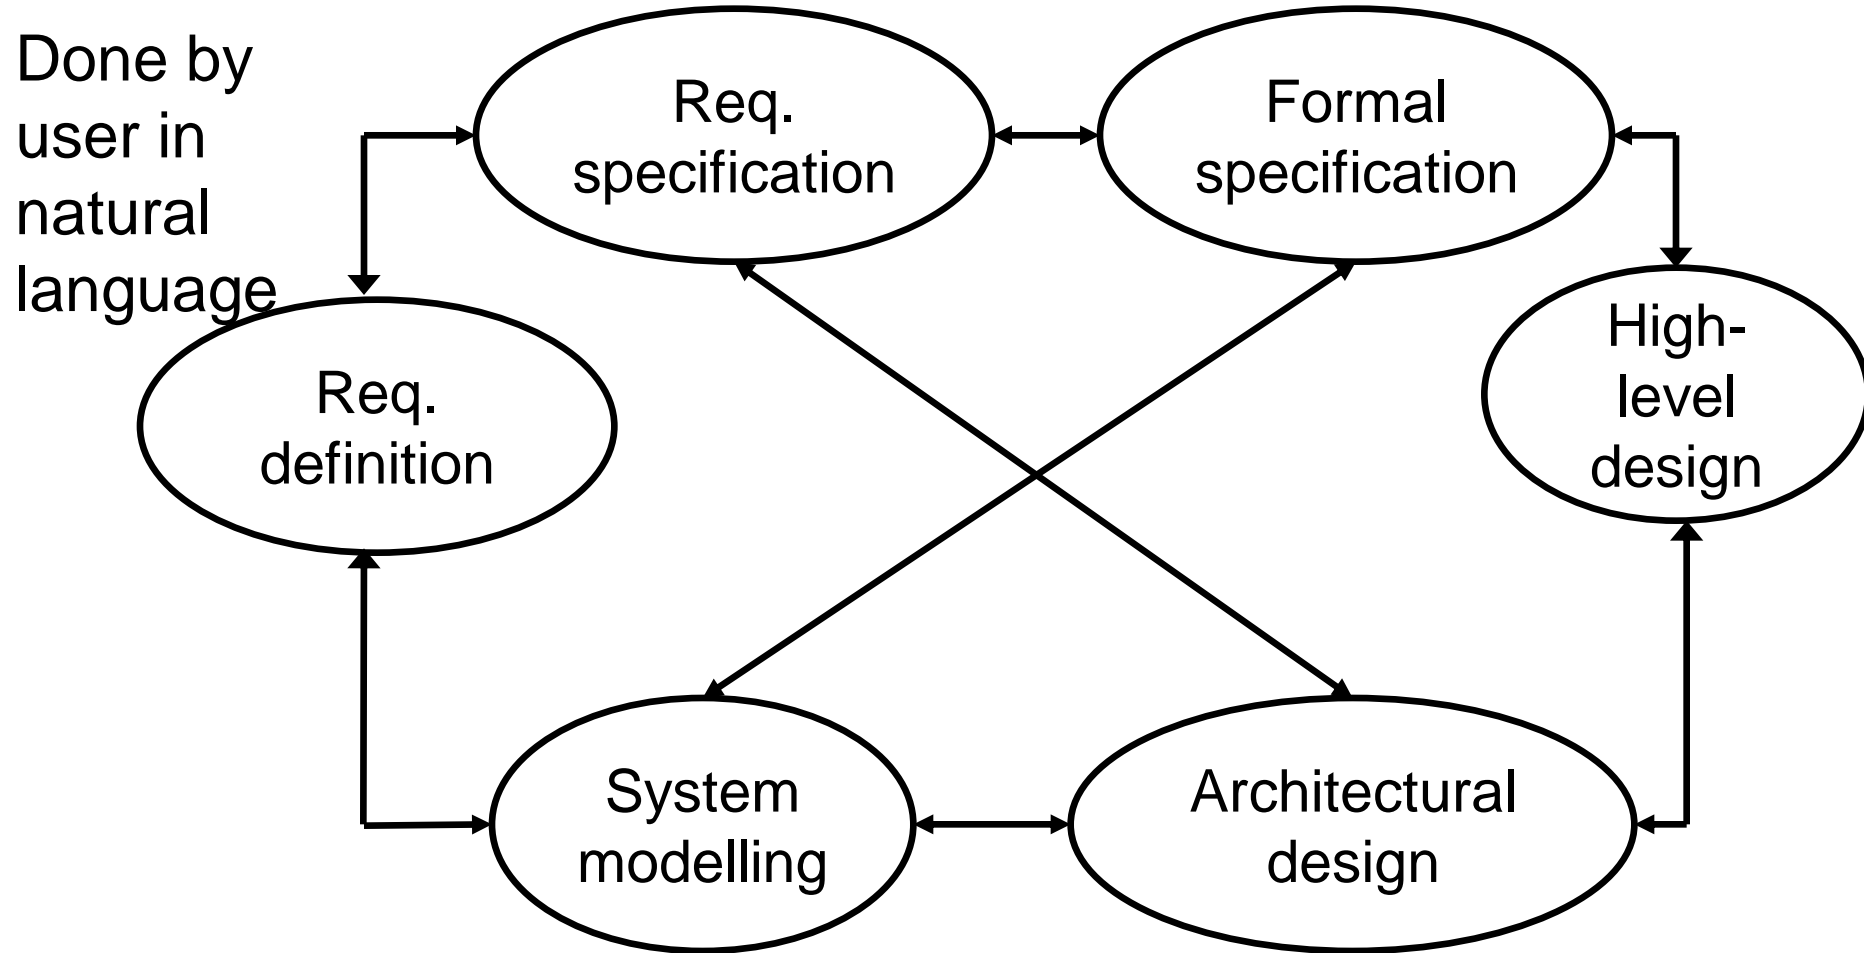 Done by
user in
natural
language
Req.
specification
Formal
specification
Req.
definition
High-
level
design
System
modelling
Architectural
design